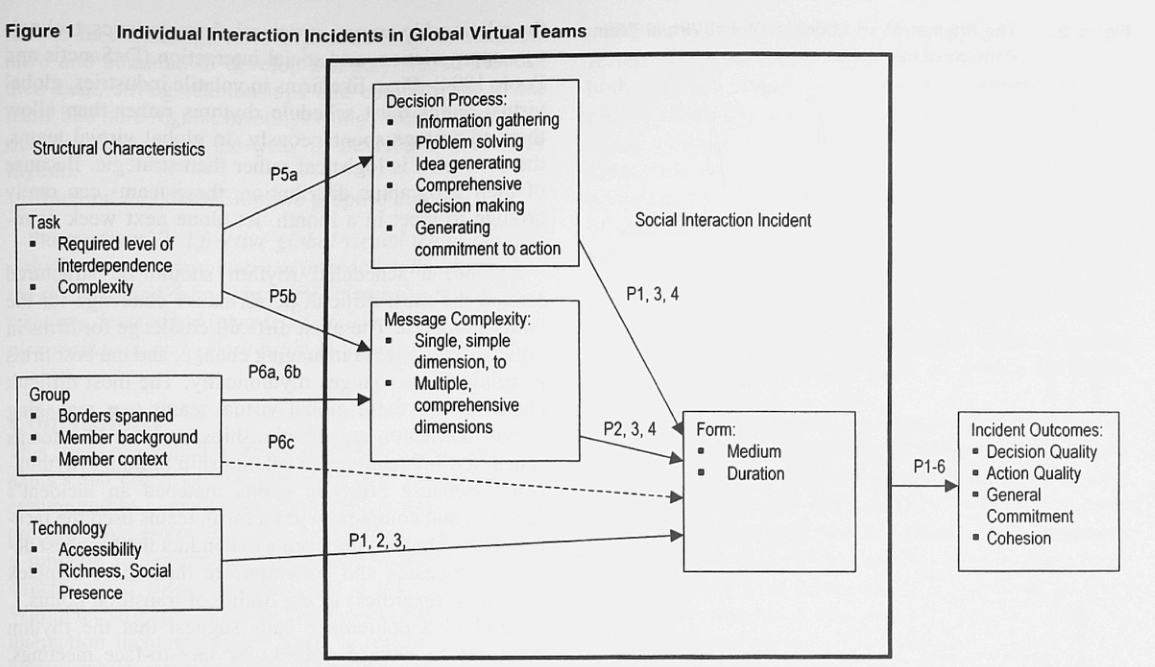 Figure 1 Individual Interaction Incidents in Global Virtual Teams
Structural Characteristics
Task
▪ Required level of
interdependence
▪ Complexity
Group
▪ Borders spanned
▪ Member background
▪ Member context
Technology
▪ Accessibility
▪ Richness, Social
Presence
P5a
P5b
P6a, 6b
P6c
P1, 2, 3,
Decision Process:
▪ Information gathering
▪ Problem solving
▪ Idea generating
▪ Comprehensive
decision making
▪ Generating
commitment to action
Message Complexity:
▪ Single, simple
dimension, to
▪ Multiple,
comprehensive
dimensions
Social Interaction Incident
P1, 3, 4
P2, 3, 4
Form:
▪ Medium
▪ Duration
P1-6
Incident Outcomes:
▪ Decision Quality
▪ Action Quality
▪ General
Commitment
▪ Cohesion